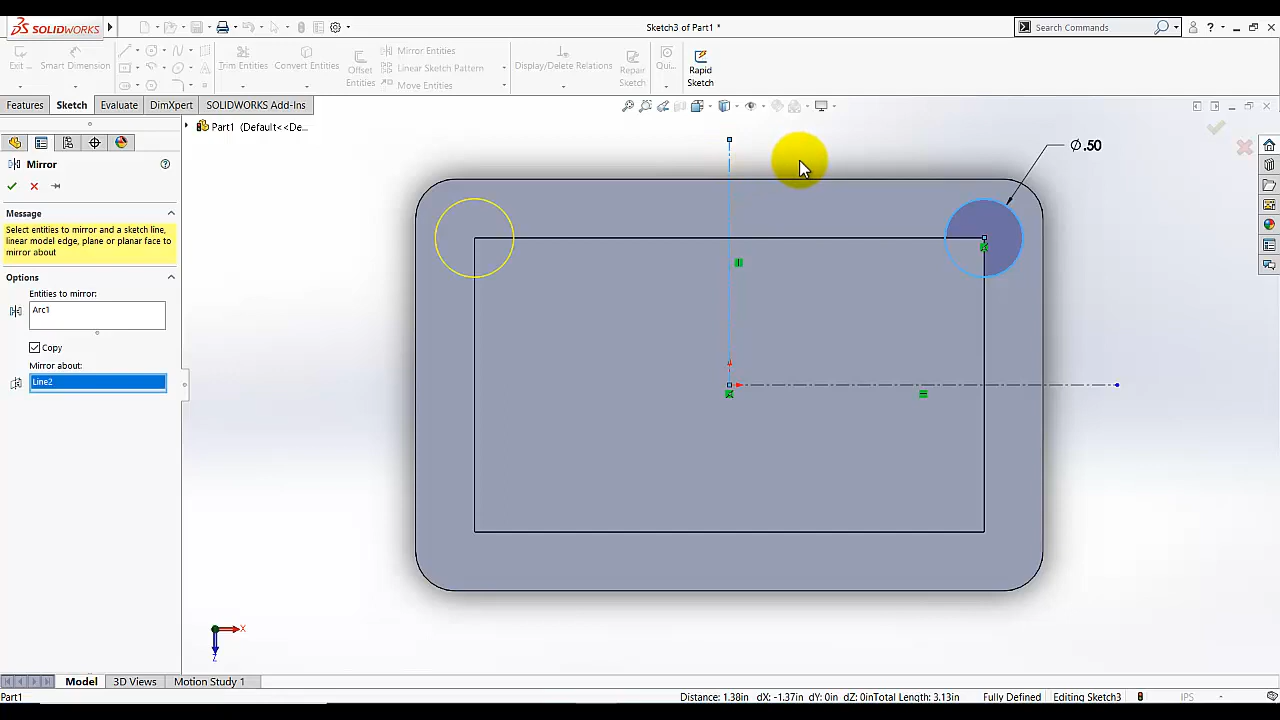 SOLIDWORKS
Sketch3 of Part1 *
Search Commands
Exit ...
Smart Dimension
Trim Entities
Convert Entities
Offset Entities
Mirror Entities
Linear Sketch Pattern
Move Entities
Display/Delete Relations
Repair Sketch
Qui...
Rapid Sketch
Features
Sketch
Evaluate
DimXpert
SOLIDWORKS Add-Ins
Part1 (Default<<De...
Mirror
Message
Select entities to mirror and a sketch line,
linear model edge, plane or planar face to
mirror about
Options
Entities to mirror:
Arc1
Copy
Mirror about:
Line2
Ø.50
X
Z
Model
3D Views
Motion Study 1
Part1
Distance: 1.38in dX: -1.37in dY: 0in dZ: 0inTotal Length: 3.13in
Fully Defined
Editing Sketch3
IPS